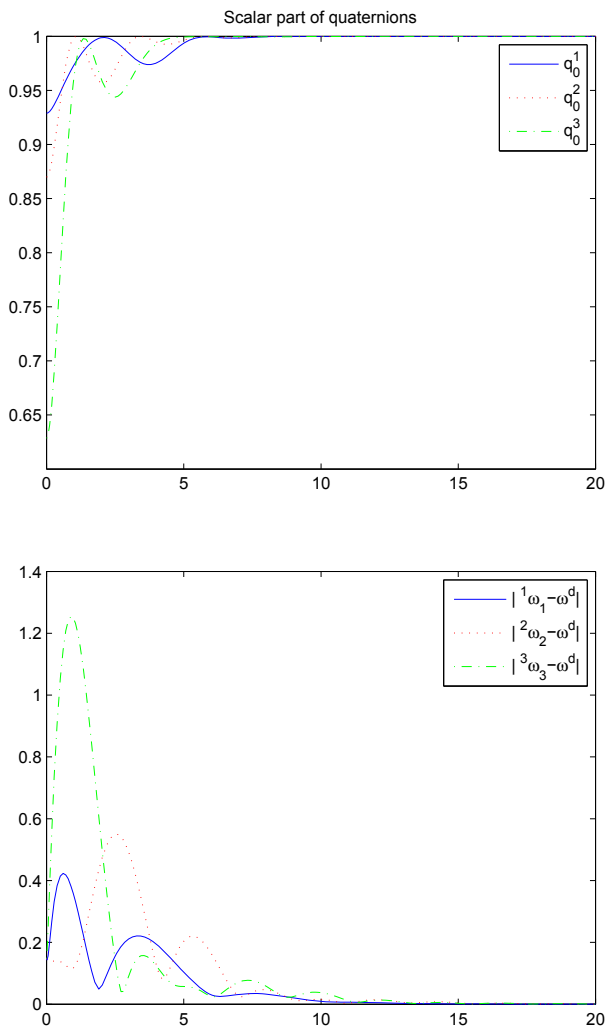 Scalar part of quaternions
1
0.95
0.9
0.85
0.8
0.75
0.7
0.65
0 5 10 15 20
q₀¹
q₀²
q₀³
1.4
1.2
1
0.8
0.6
0.4
0.2
0
0 5 10 15 20
| ¹ω₁−ωᵈ|
| ²ω₂−ωᵈ|
| ³ω₃−ωᵈ|